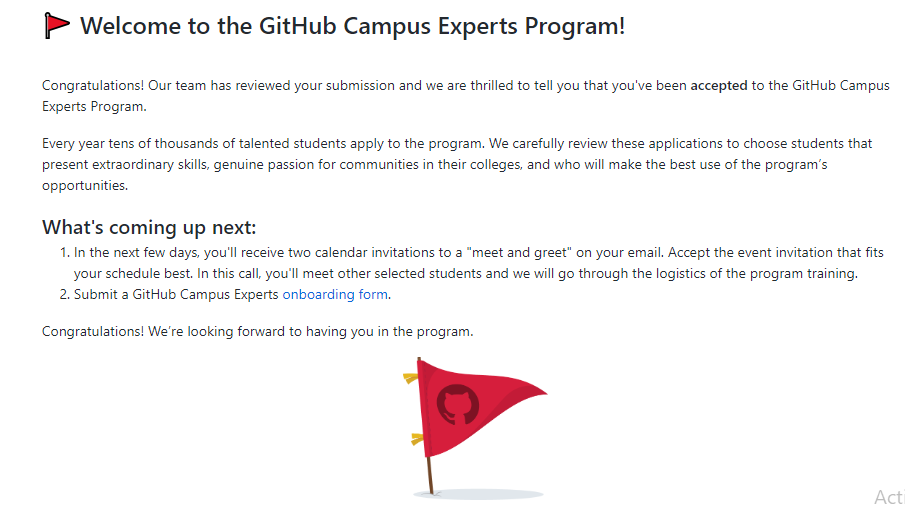 Welcome to the GitHub Campus Experts Program!
Congratulations! Our team has reviewed your submission and we are thrilled to tell you that you've been accepted to the GitHub Campus
Experts Program.
Every year tens of thousands of talented students apply to the program. We carefully review these applications to choose students that
present extraordinary skills, genuine passion for communities in their colleges, and who will make the best use of the program's
opportunities.
What's coming up next:
1. In the next few days, you'll receive two calendar invitations to a "meet and greet" on your email. Accept the event invitation that fits
your schedule best. In this call, you'll meet other selected students and we will go through the logistics of the program training.
2. Submit a GitHub Campus Experts onboarding form.
Congratulations! We're looking forward to having you in the program.
Acti